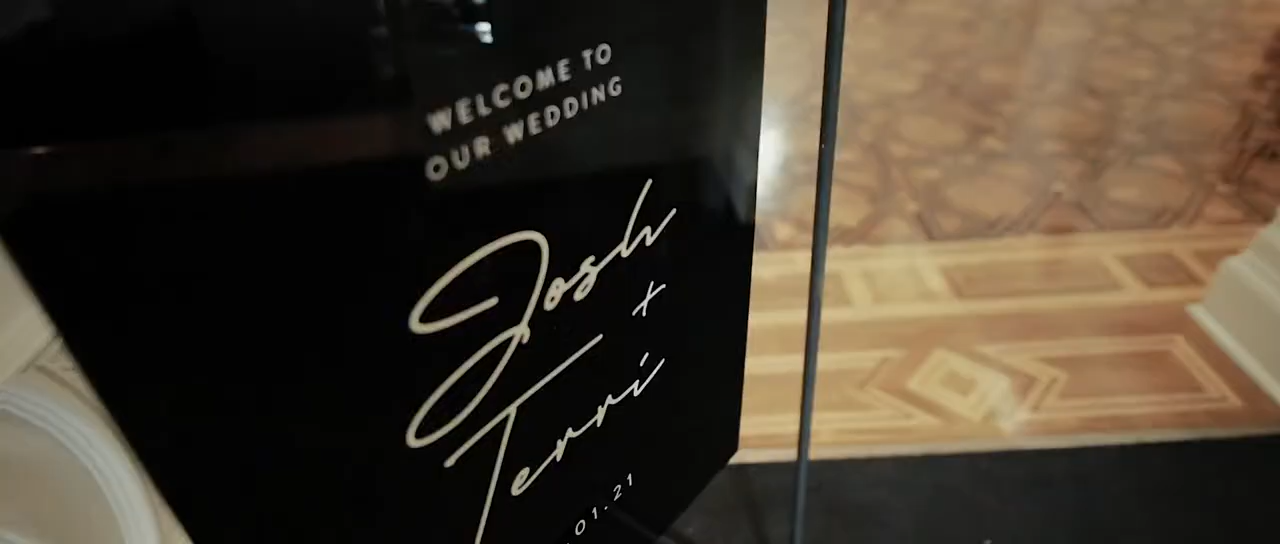 WELCOME TO
OUR WEDDING
Josh
+
Terri
.01.21